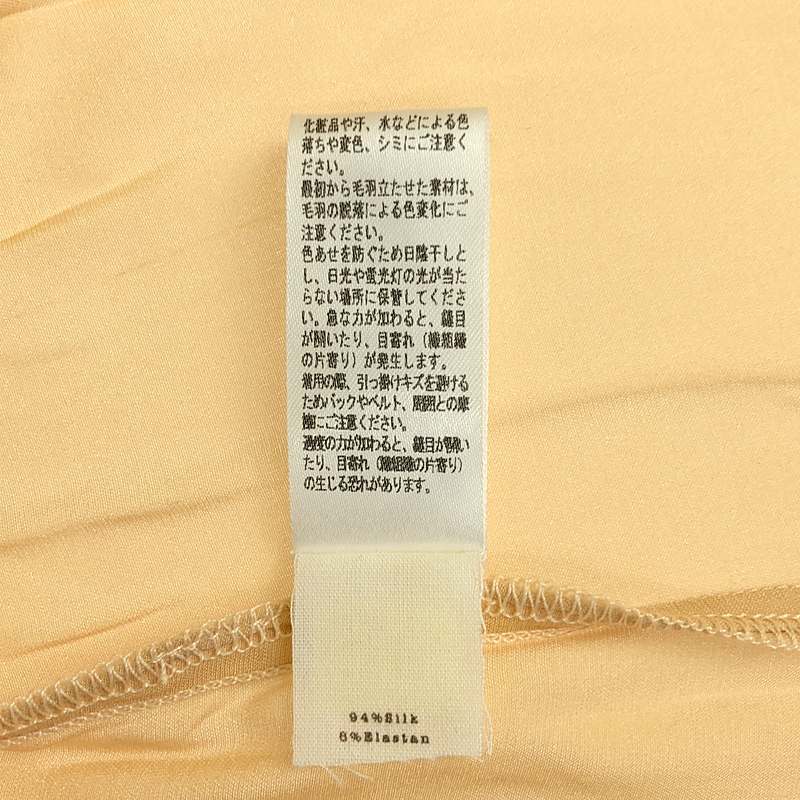 化粧品や汗、水などによる色
落ちや変色、シミにご注意く
ださい。
最初から毛羽立たせた素材は、
毛羽の脱落による色変化にご
注意ください。
色あせを防ぐため日陰干しと
し、日光や蛍光灯の光が当た
らない場所に保管してくださ
い。急な力が加わると、縫目
が開いたり、目寄れ（繊組織
の片寄り）が発生します。
着用の際、引っ掛けキズを避ける
ためバックやベルト、周囲との摩
擦にご注意ください。
過度の力が加わると、縫目が開い
たり、目寄れ（繊組織の片寄り）
の生じる恐れがあります。
94%Silk
6%Elastan